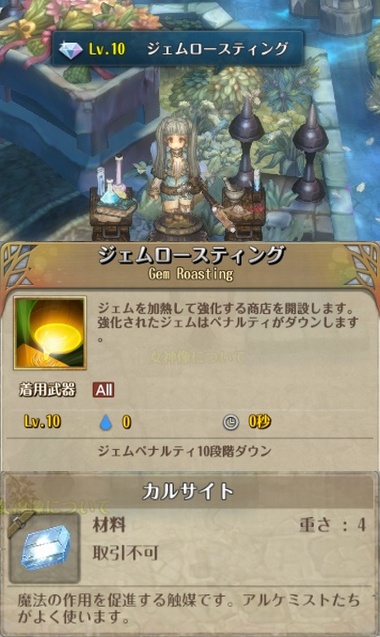 Lv.10 ジェムロースティング
ジェムロースティング
Gem Roasting
ジェムを加熱して強化する商店を開設します。
強化されたジェムはペナルティがダウンします
。
着用武器 All
Lv.10 0 0秒
ジェムペナルティ10段階ダウン
カルサイト
材料 重さ : 4
取引不可
魔法の作用を促進する触媒です。アルケミストたち
がよく使います。